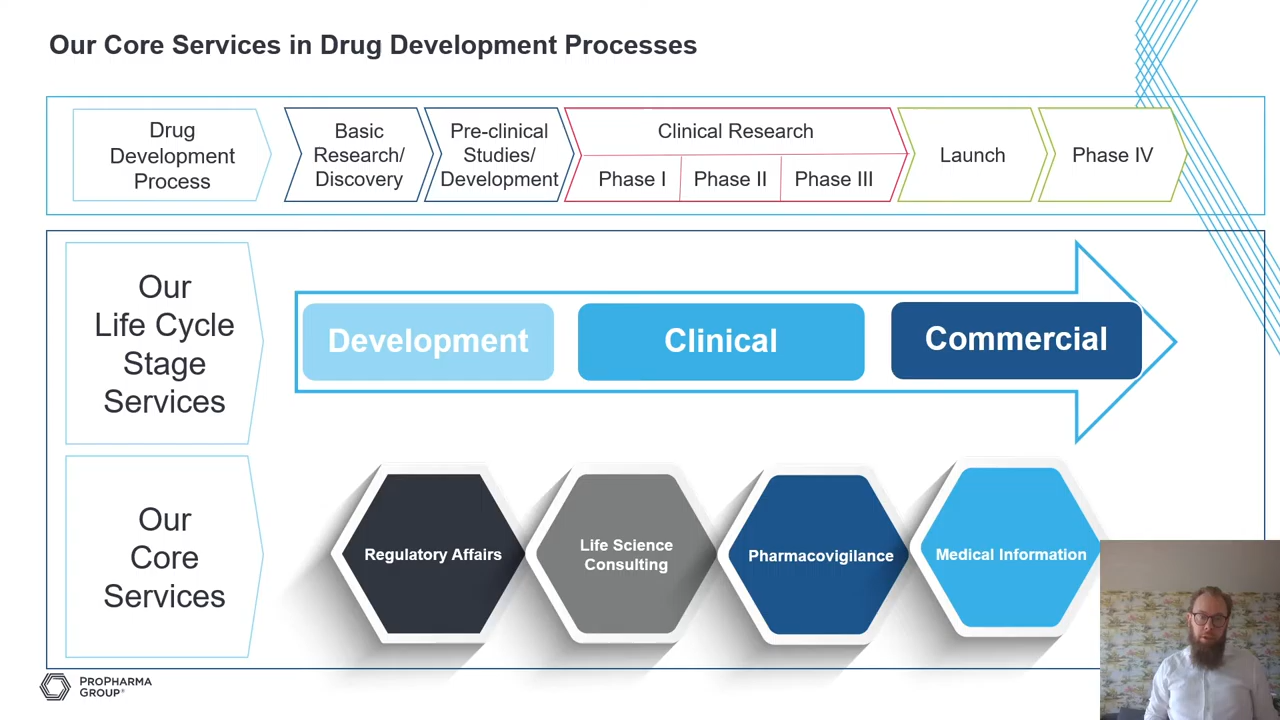 Our Core Services in Drug Development Processes
Drug
Development
Process
Basic
Research/
Discovery
Pre-clinical
Studies/
Development
Clinical Research
Phase I
Phase II
Phase III
Launch
Phase IV
Our
Life Cycle
Stage
Services
Development
Clinical
Commercial
Our
Core
Services
Regulatory Affairs
Life Science
Consulting
Pharmacovigilance
Medical Information
PROPHARMA
GROUP®